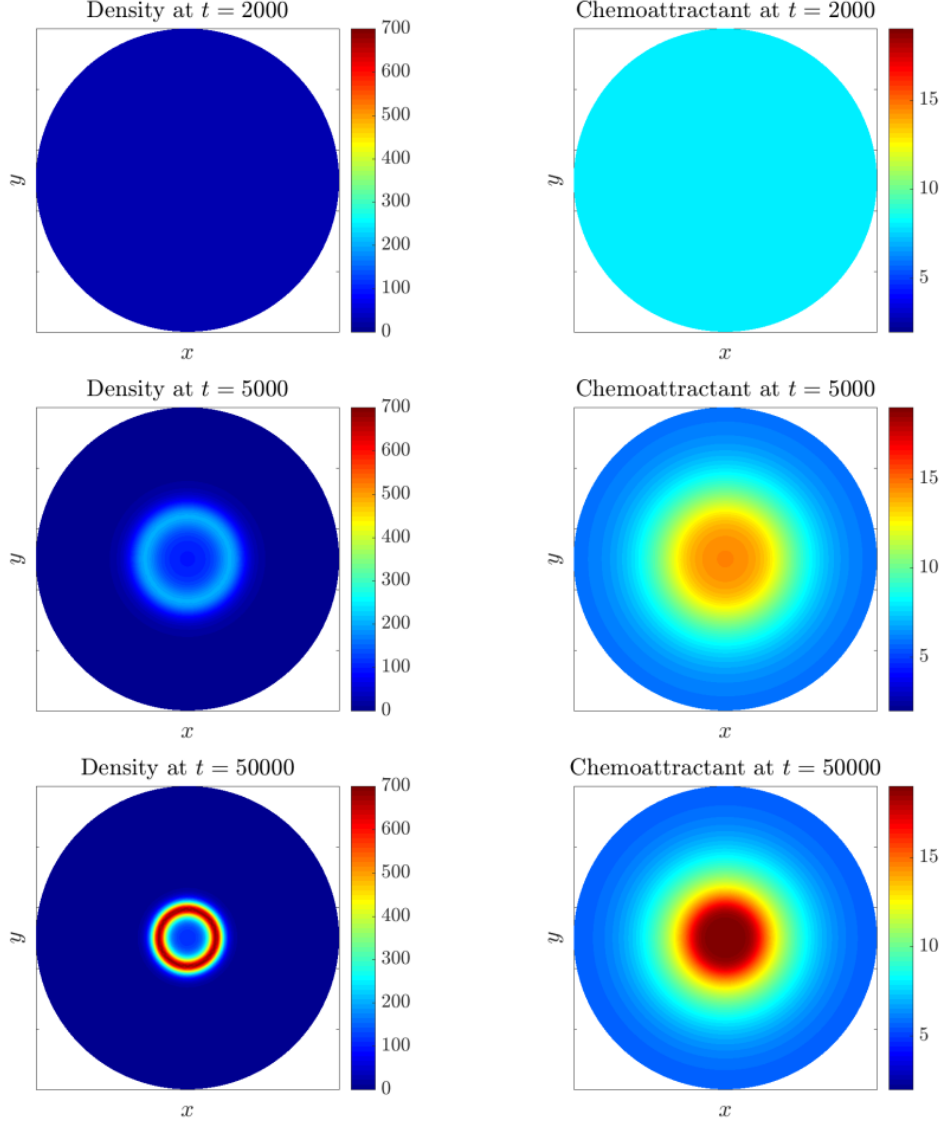 Density at t = 2000
700
600
500
400
300
200
100
0
y
x
Chemoattractant at t = 2000
15
10
5
y
x
Density at t = 5000
700
600
500
400
300
200
100
0
y
x
Chemoattractant at t = 5000
15
10
5
y
x
Density at t = 50000
700
600
500
400
300
200
100
0
y
x
Chemoattractant at t = 50000
15
10
5
y
x